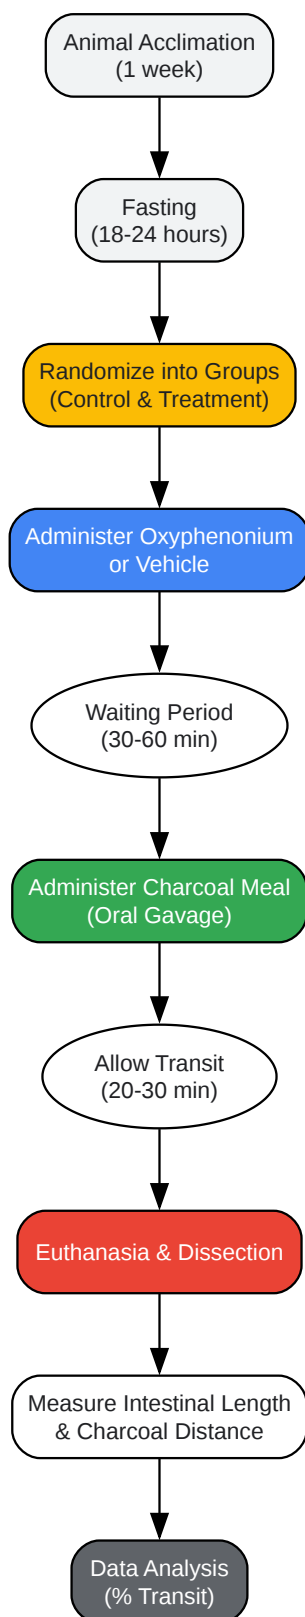 Animal Acclimation
(1 week)
Fasting
(18-24 hours)
Randomize into Groups
(Control & Treatment)
Administer Oxyphenonium
or Vehicle
Waiting Period
(30-60 min)
Administer Charcoal Meal
(Oral Gavage)
Allow Transit
(20-30 min)
Euthanasia & Dissection
Measure Intestinal Length
& Charcoal Distance
Data Analysis
(% Transit)